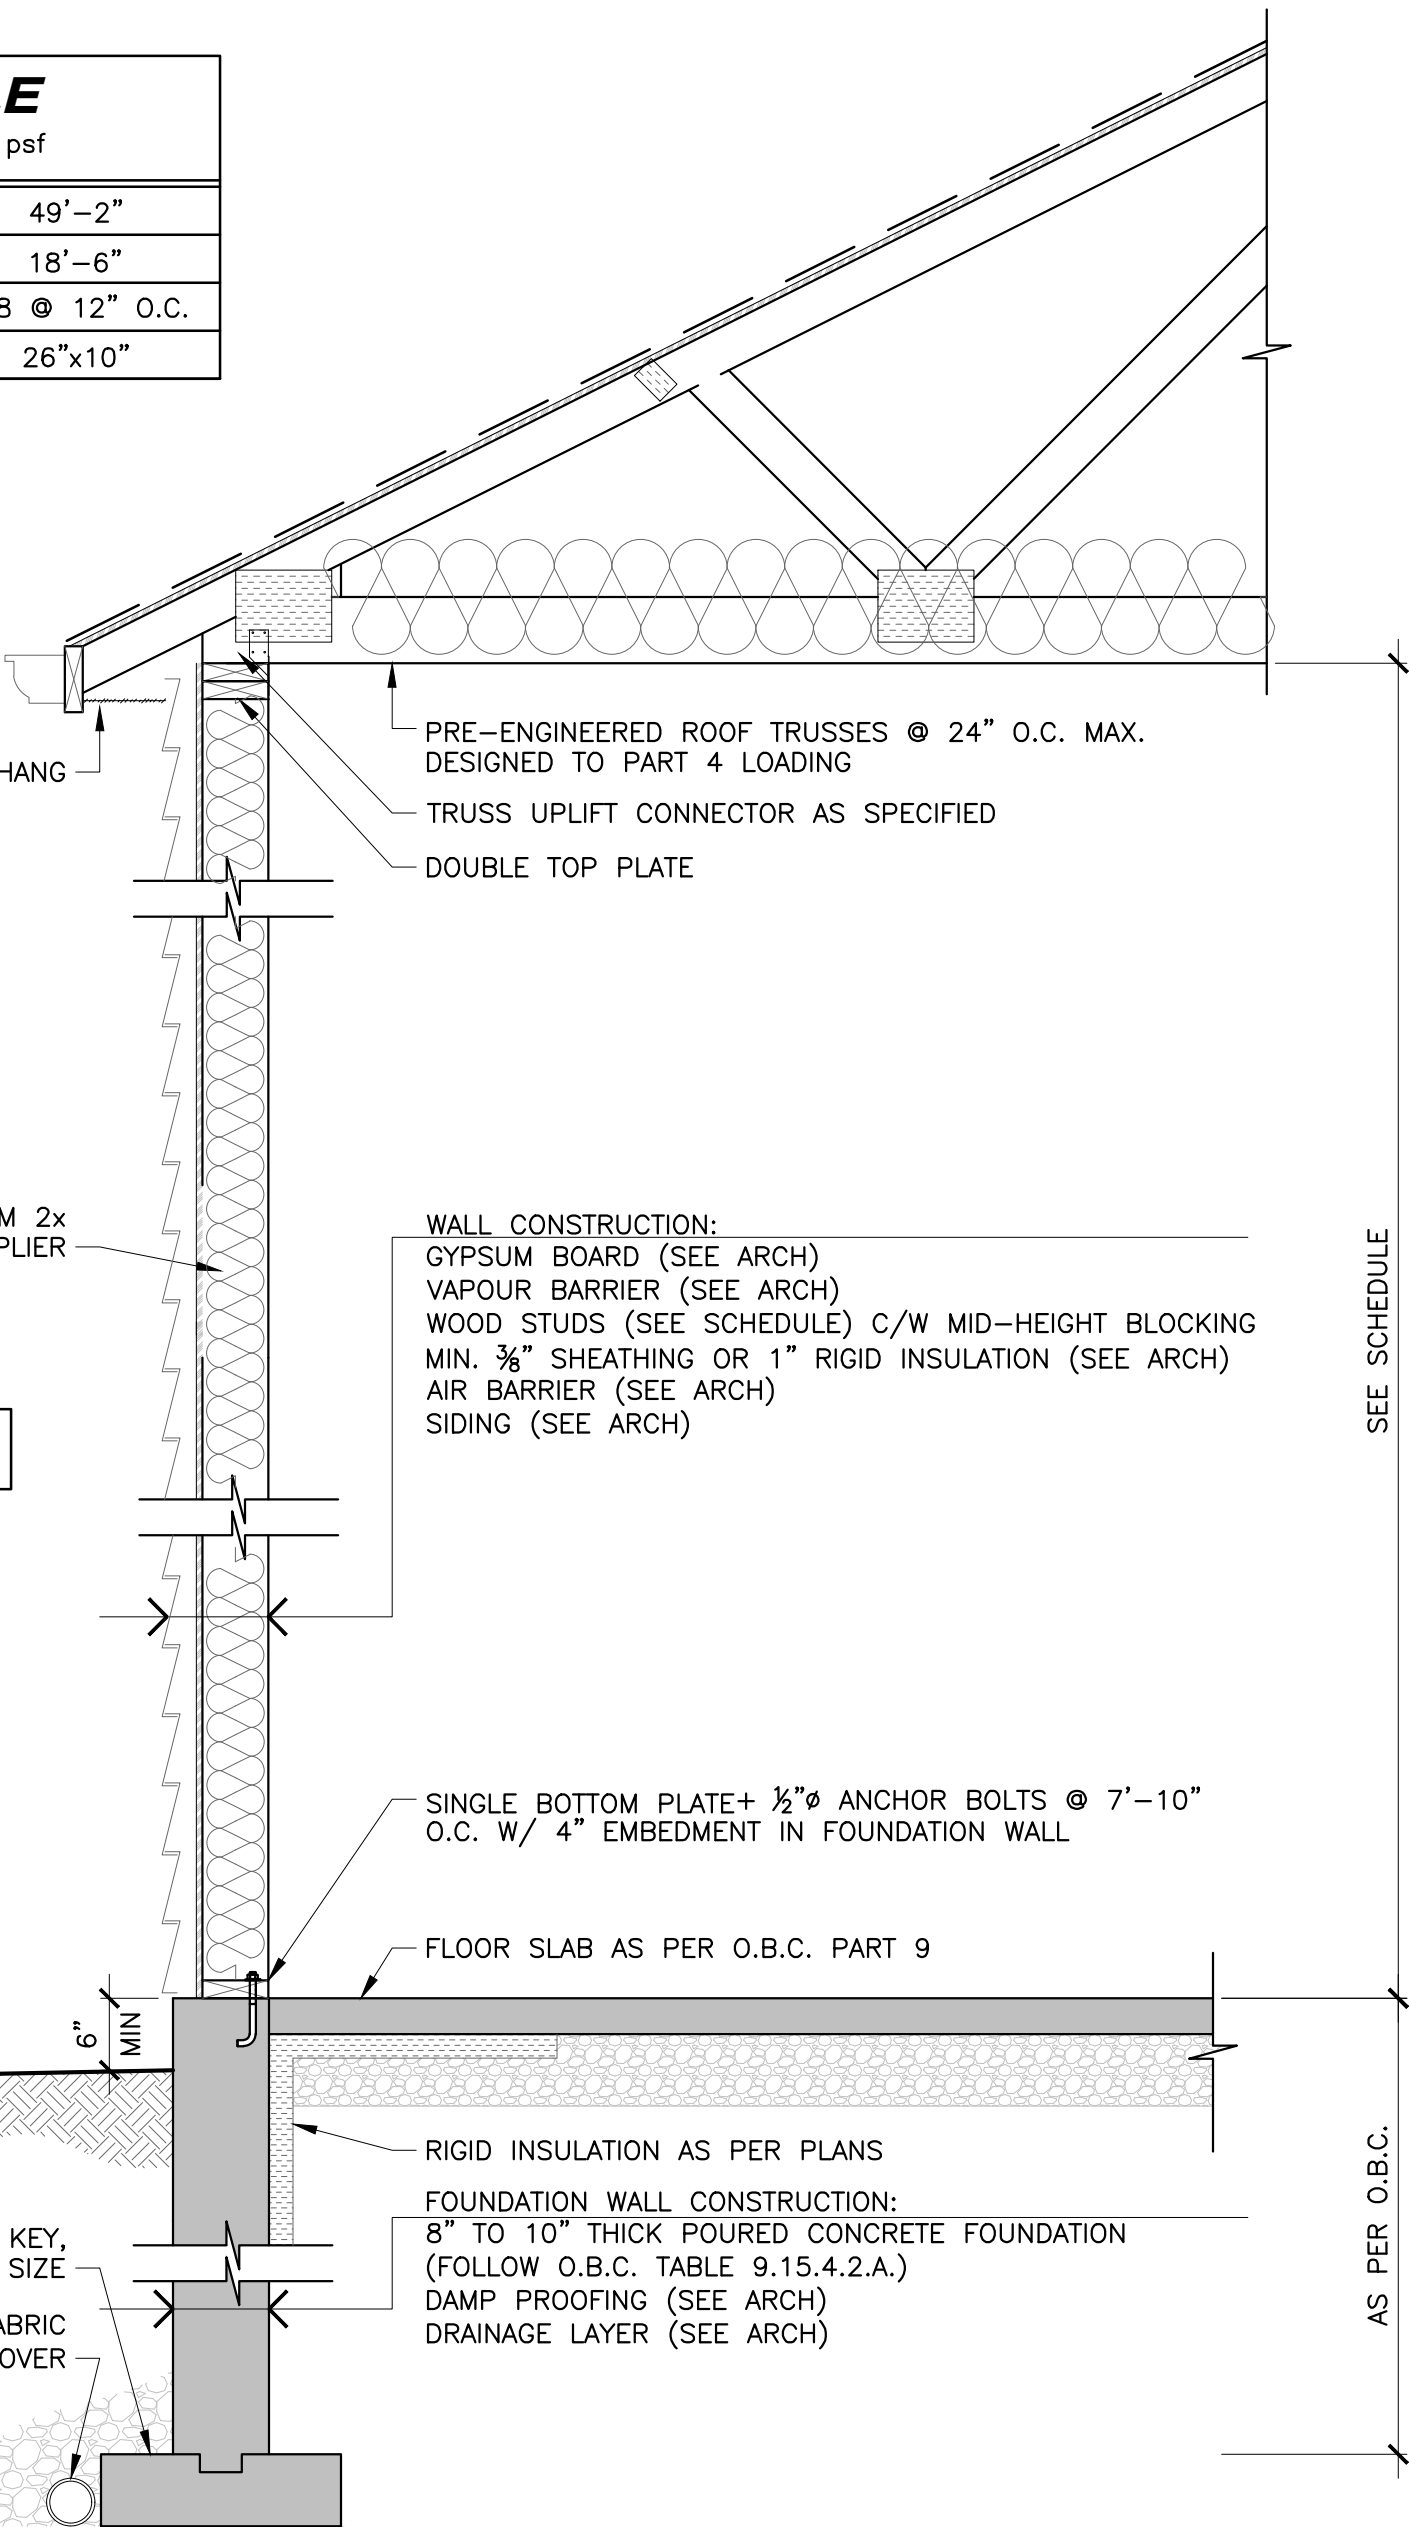 psf
49'-2"
18'-6"
8 @ 12" O.C.
26"x10"
PRE-ENGINEERED ROOF TRUSSES @ 24" O.C. MAX.
DESIGNED TO PART 4 LOADING
TRUSS UPLIFT CONNECTOR AS SPECIFIED
DOUBLE TOP PLATE
2x
WALL CONSTRUCTION:
GYPSUM BOARD (SEE ARCH)
VAPOUR BARRIER (SEE ARCH)
WOOD STUDS (SEE SCHEDULE) C/W MID-HEIGHT BLOCKING
MIN. ⅜" SHEATHING OR 1" RIGID INSULATION (SEE ARCH)
AIR BARRIER (SEE ARCH)
SIDING (SEE ARCH)
SEE SCHEDULE
SINGLE BOTTOM PLATE+ ½"ø ANCHOR BOLTS @ 7'-10"
O.C. W/ 4" EMBEDMENT IN FOUNDATION WALL
FLOOR SLAB AS PER O.B.C. PART 9
6"
MIN
RIGID INSULATION AS PER PLANS
FOUNDATION WALL CONSTRUCTION:
8" TO 10" THICK POURED CONCRETE FOUNDATION
(FOLLOW O.B.C. TABLE 9.15.4.2.A.)
DAMP PROOFING (SEE ARCH)
DRAINAGE LAYER (SEE ARCH)
KEY,
SIZE
AS PER O.B.C.